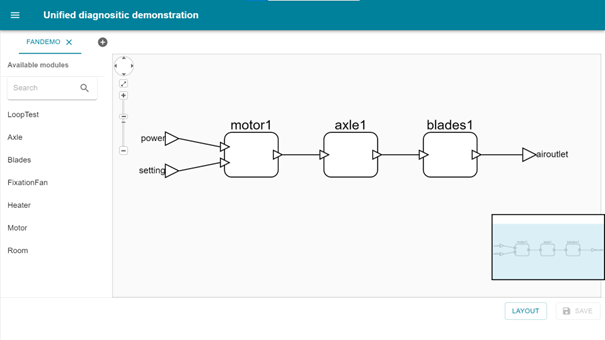 Unified diagnositic demonstration
FANDEMO
Available modules
Search
LoopTest
Axle
Blades
FixationFan
Heater
Motor
Room
motor1
axle1
blades1
power
setting
airoutlet
LAYOUT
SAVE